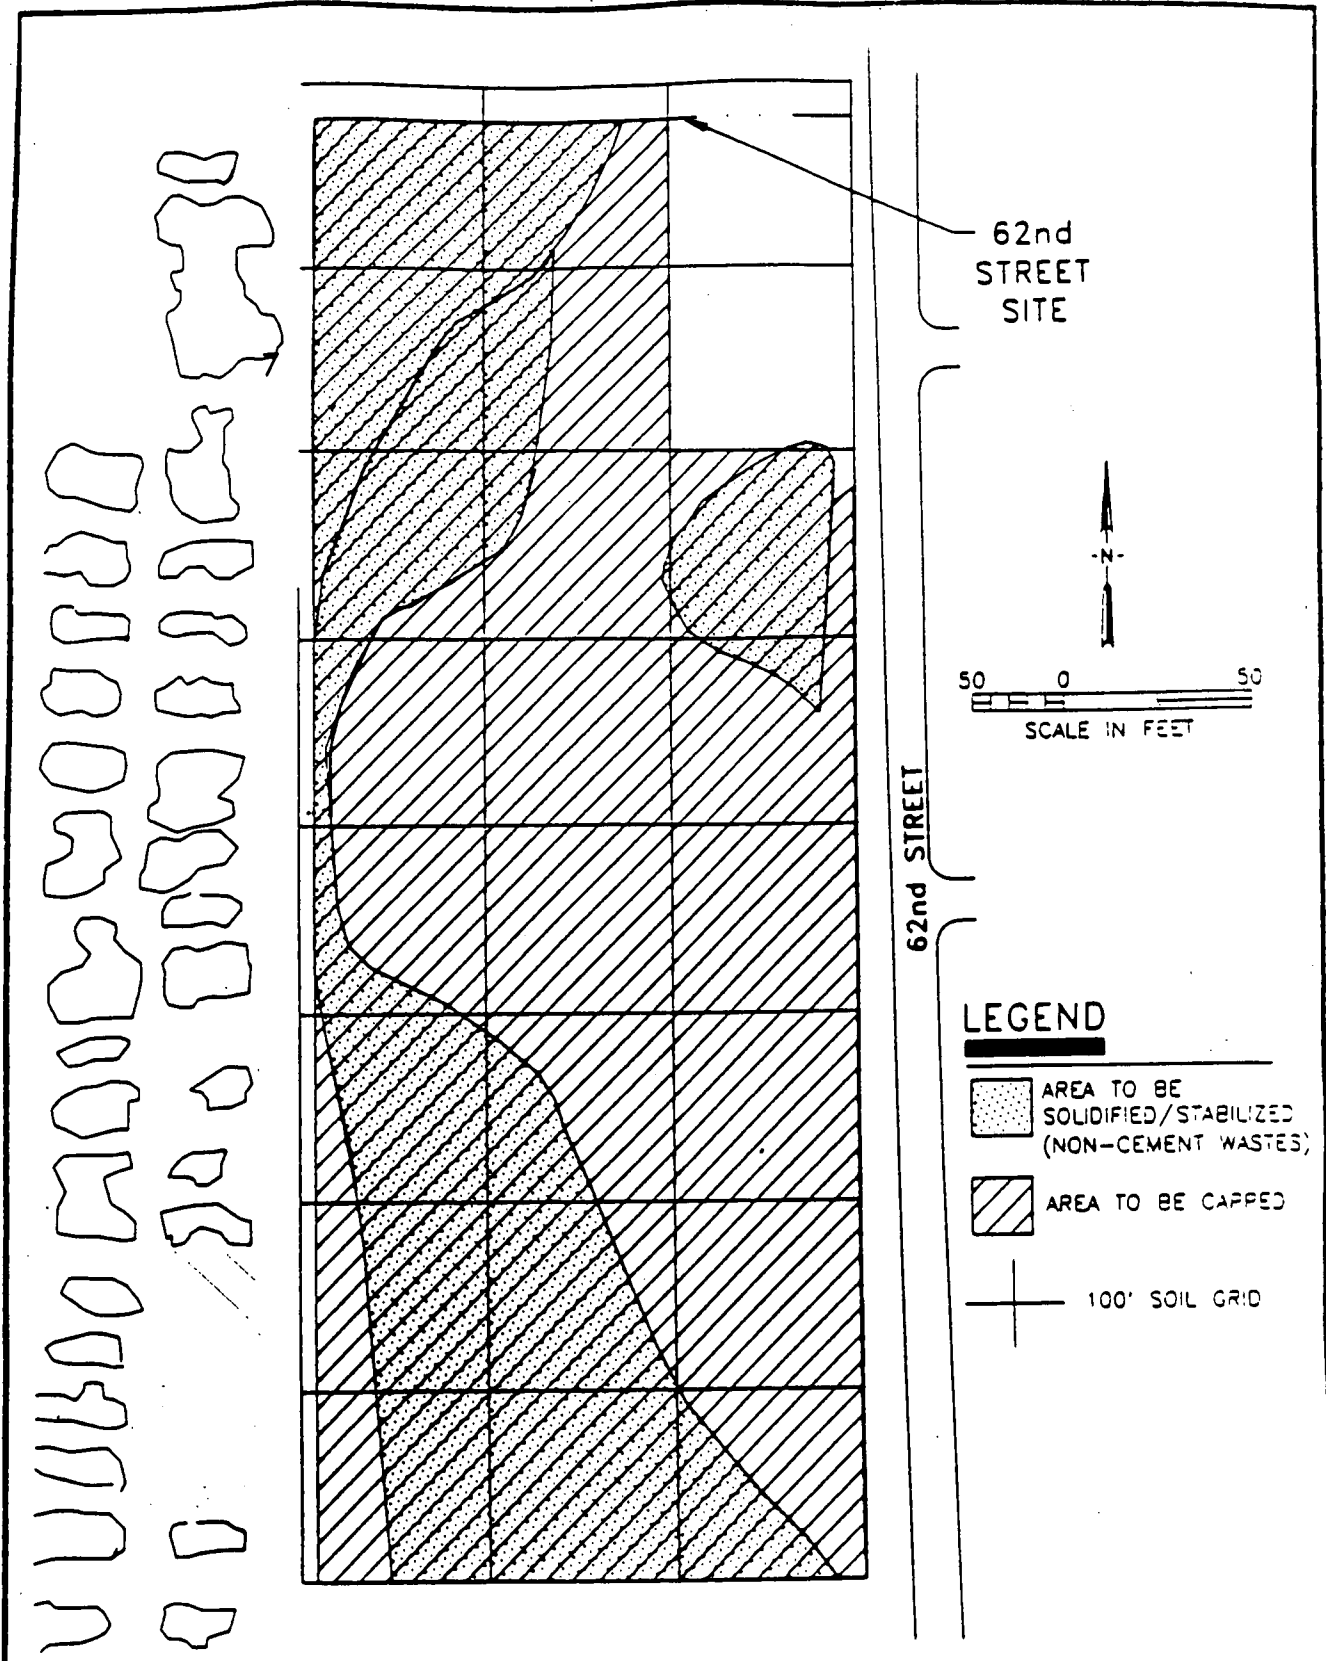 62nd
STREET
SITE
-N-
50 0 50
SCALE IN FEET
62nd STREET
LEGEND
AREA TO BE
SOLIDIFIED/STABILIZED
(NON-CEMENT WASTES)
AREA TO BE CAPPED
100' SOIL GRID